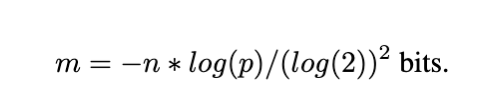 m = −n ∗ log(p)/(log(2))² bits.